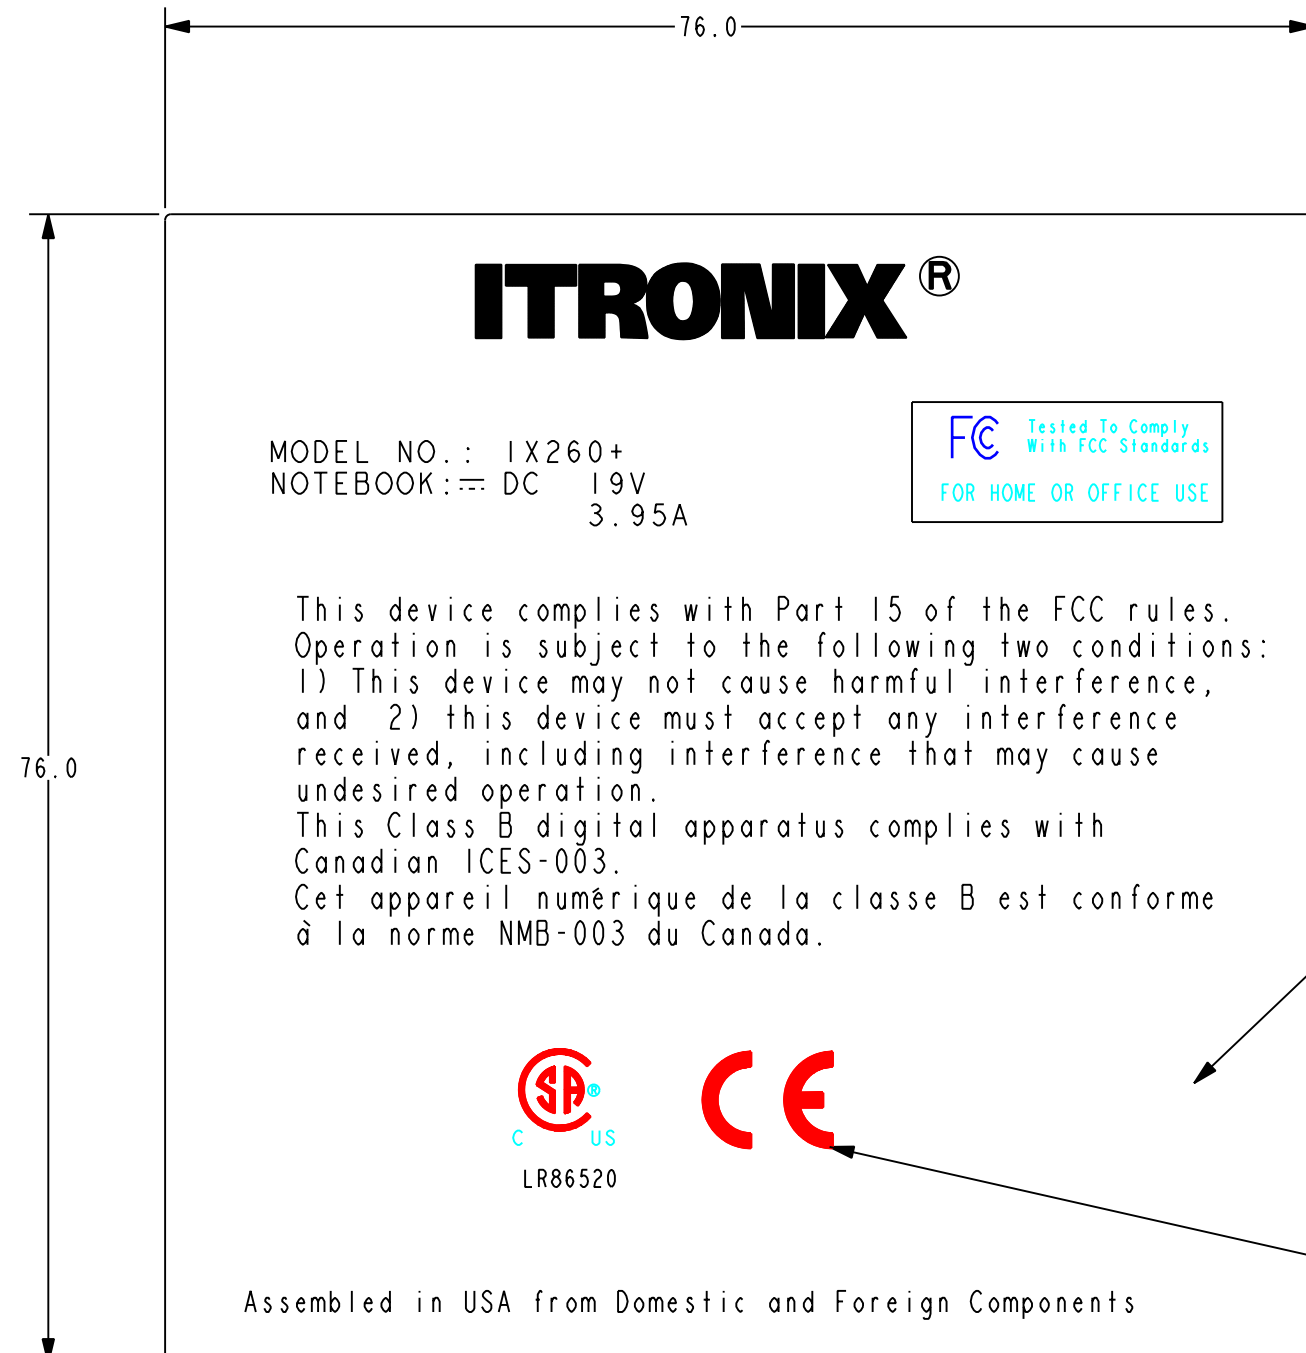 76.0
ITRONIX ®
MODEL NO.: IX260+
NOTEBOOK: DC 19V
3.95A
FCC Tested To Comply
With FCC Standards
FOR HOME OR OFFICE USE
This device complies with Part 15 of the FCC rules.
Operation is subject to the following two conditions:
1) This device may not cause harmful interference,
and 2) this device must accept any interference
received, including interference that may cause
76.0
undesired operation.
This Class B digital apparatus complies with
Canadian ICES-003.
Cet appareil numérique de la classe B est conforme
à la norme NMB-003 du Canada.
SA ®
C US
CE
LR86520
Assembled in USA from Domestic and Foreign Components